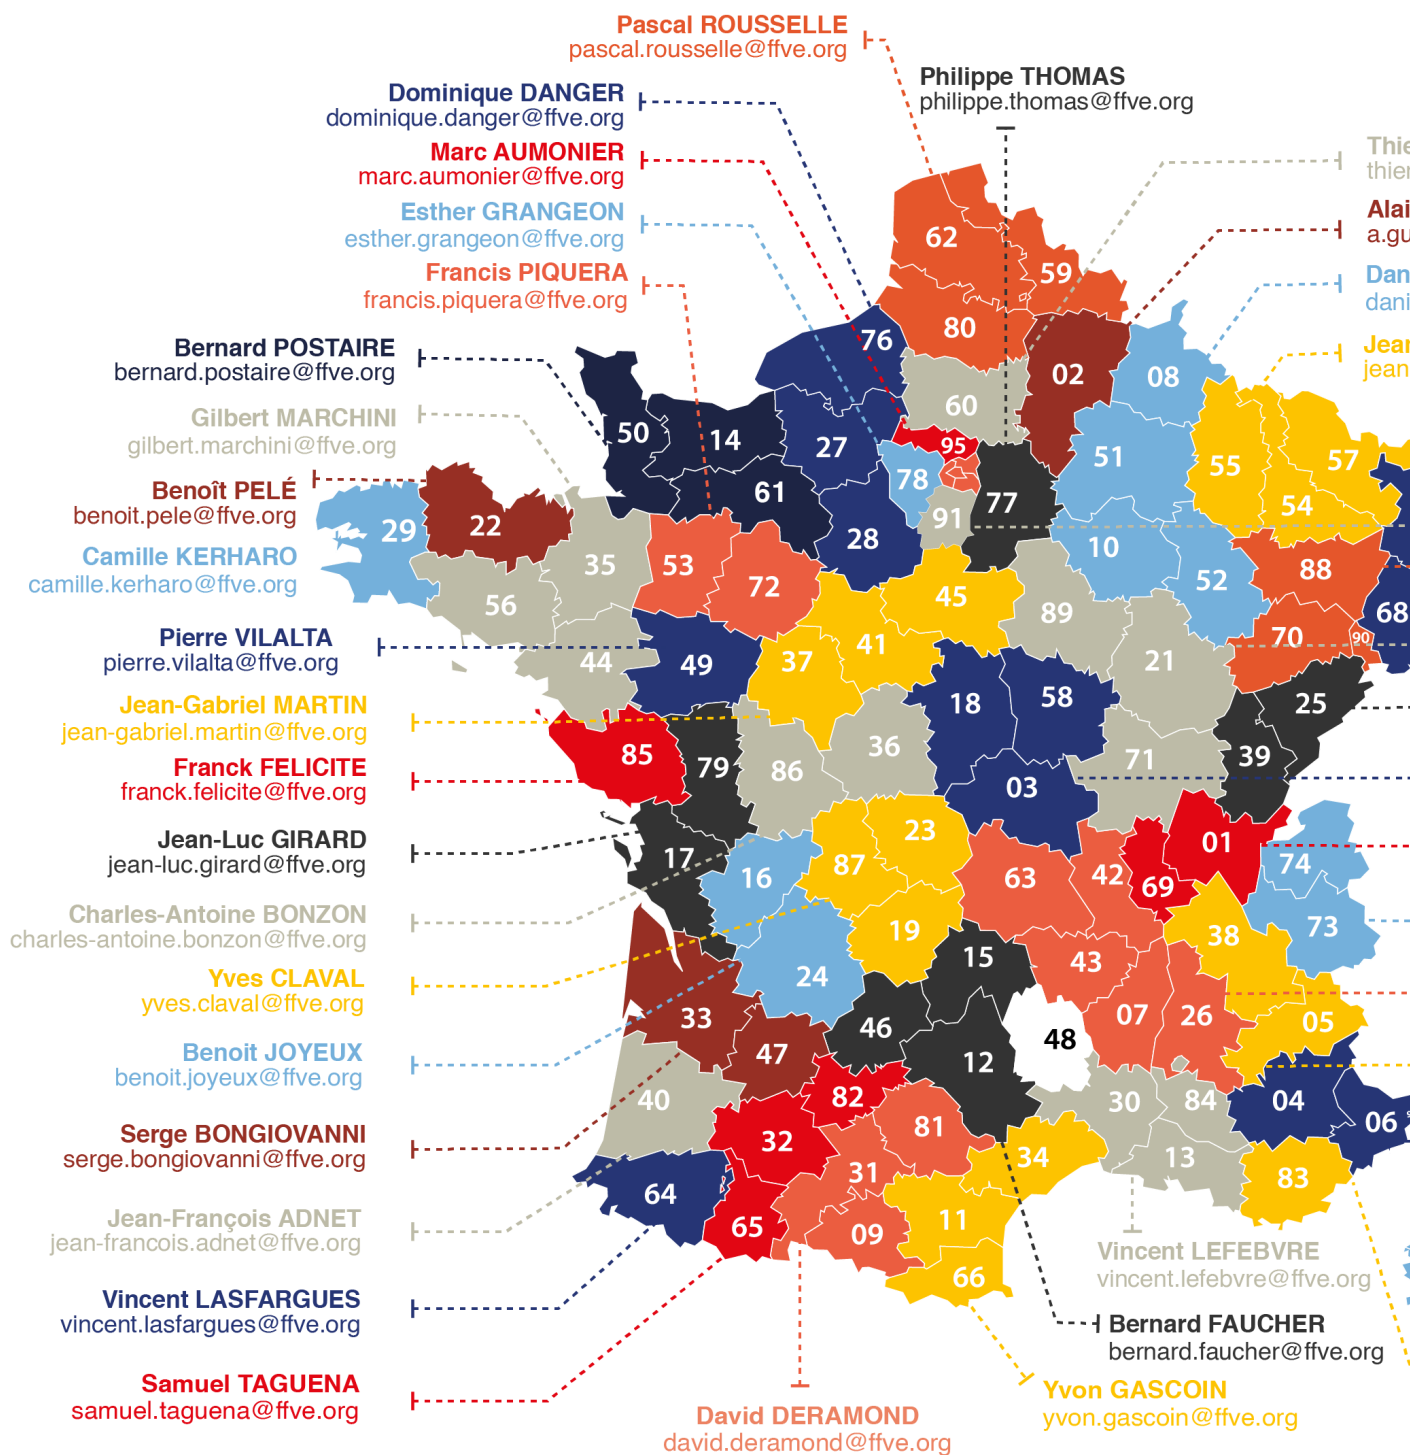 Pascal ROUSSELLE
pascal.rousselle@ffve.org
Philippe THOMAS
philippe.thomas@ffve.org
Dominique DANGER
dominique.danger@ffve.org
Marc AUMONIER
marc.aumonier@ffve.org
Thie
thier
Esther GRANGEON
esther.grangeon@ffve.org
Alai
a.gu
Francis PIQUERA
francis.piquera@ffve.org
Dan
dani
Bernard POSTAIRE
bernard.postaire@ffve.org
Jean
jean
Gilbert MARCHINI
gilbert.marchini@ffve.org
Benoît PELÉ
benoit.pele@ffve.org
Camille KERHARO
camille.kerharo@ffve.org
Pierre VILALTA
pierre.vilalta@ffve.org
Jean-Gabriel MARTIN
jean-gabriel.martin@ffve.org
Franck FELICITE
franck.felicite@ffve.org
Jean-Luc GIRARD
jean-luc.girard@ffve.org
Charles-Antoine BONZON
charles-antoine.bonzon@ffve.org
Yves CLAVAL
yves.claval@ffve.org
Benoit JOYEUX
benoit.joyeux@ffve.org
Serge BONGIOVANNI
serge.bongiovanni@ffve.org
Jean-François ADNET
jean-francois.adnet@ffve.org
Vincent LASFARGUES
vincent.lasfargues@ffve.org
Samuel TAGUENA
samuel.taguena@ffve.org
David DERAMOND
david.deramond@ffve.org
Yvon GASCOIN
yvon.gascoin@ffve.org
Bernard FAUCHER
bernard.faucher@ffve.org
Vincent LEFEBVRE
vincent.lefebvre@ffve.org
62
59
80
76
02
08
60
50
14
27
95
51
55
57
78
61
77
54
91
29
22
28
10
35
53
72
52
88
56
45
89
68
70
90
44
49
37
41
21
18
58
25
85
79
86
36
71
39
03
17
16
87
23
63
42
69
01
74
19
38
73
24
15
43
33
46
07
26
05
47
12
48
40
82
30
84
04
06
32
81
31
34
13
83
64
65
09
11
66